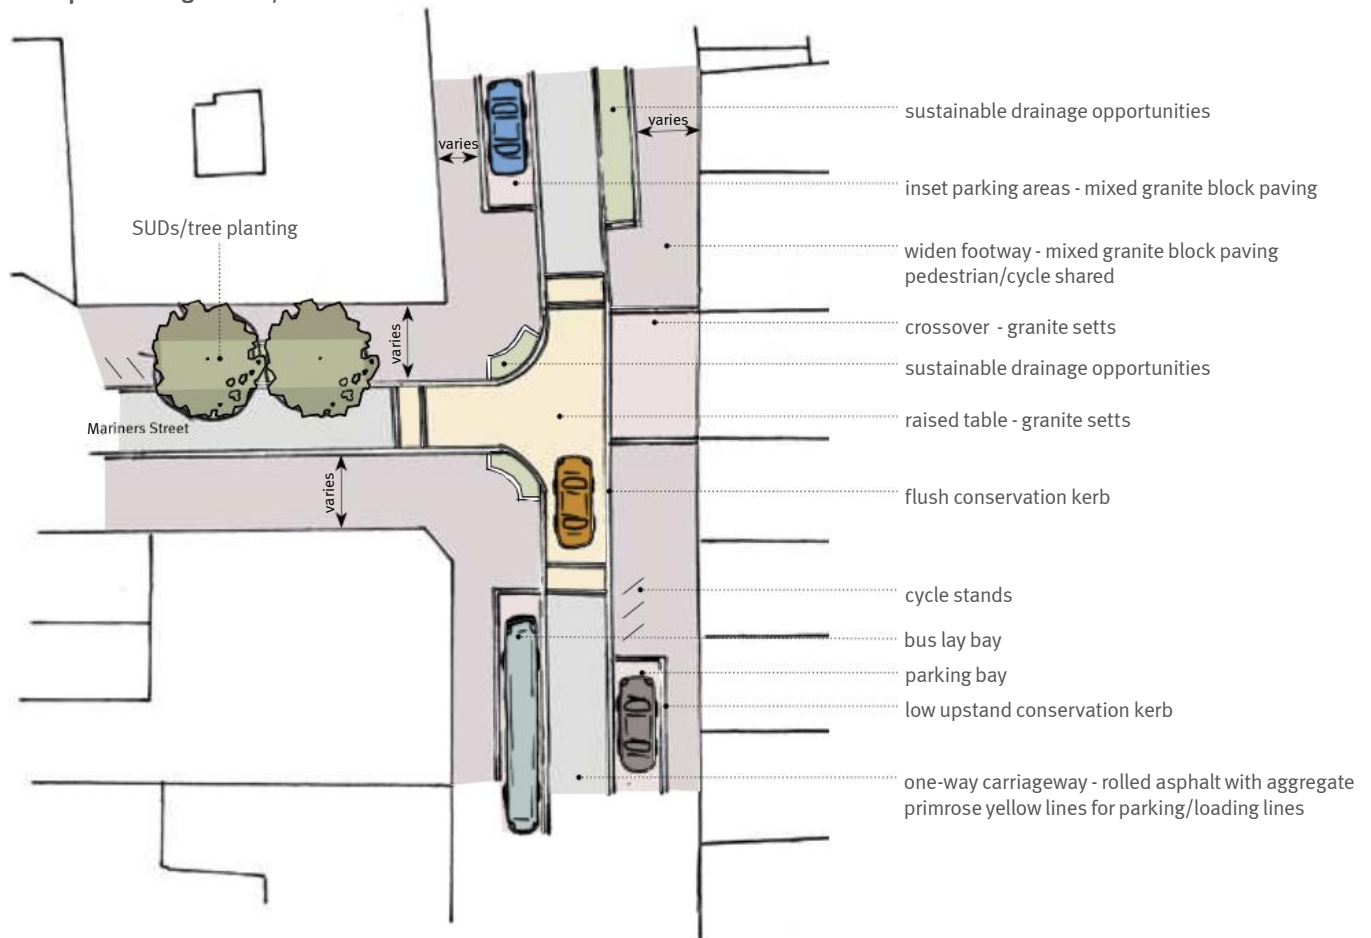 varies
varies
SUDs/tree planting
varies
Mariners Street
varies
sustainable drainage opportunities
inset parking areas - mixed granite block paving
widen footway - mixed granite block paving
pedestrian/cycle shared
crossover - granite setts
sustainable drainage opportunities
raised table - granite setts
flush conservation kerb
cycle stands
bus lay bay
parking bay
low upstand conservation kerb
one-way carriageway - rolled asphalt with aggregate
primrose yellow lines for parking/loading lines